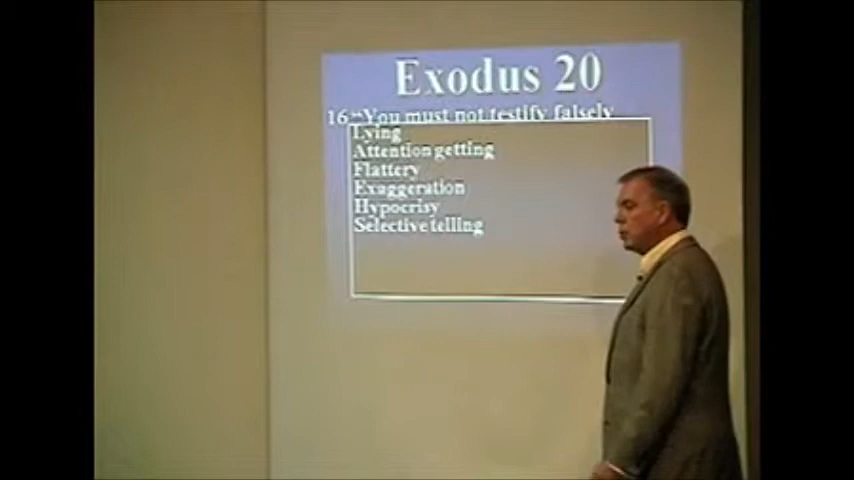 Exodus 20
16 “You must not testify falsely
Lying
Attention getting
Flattery
Exaggeration
Hypocrisy
Selective telling